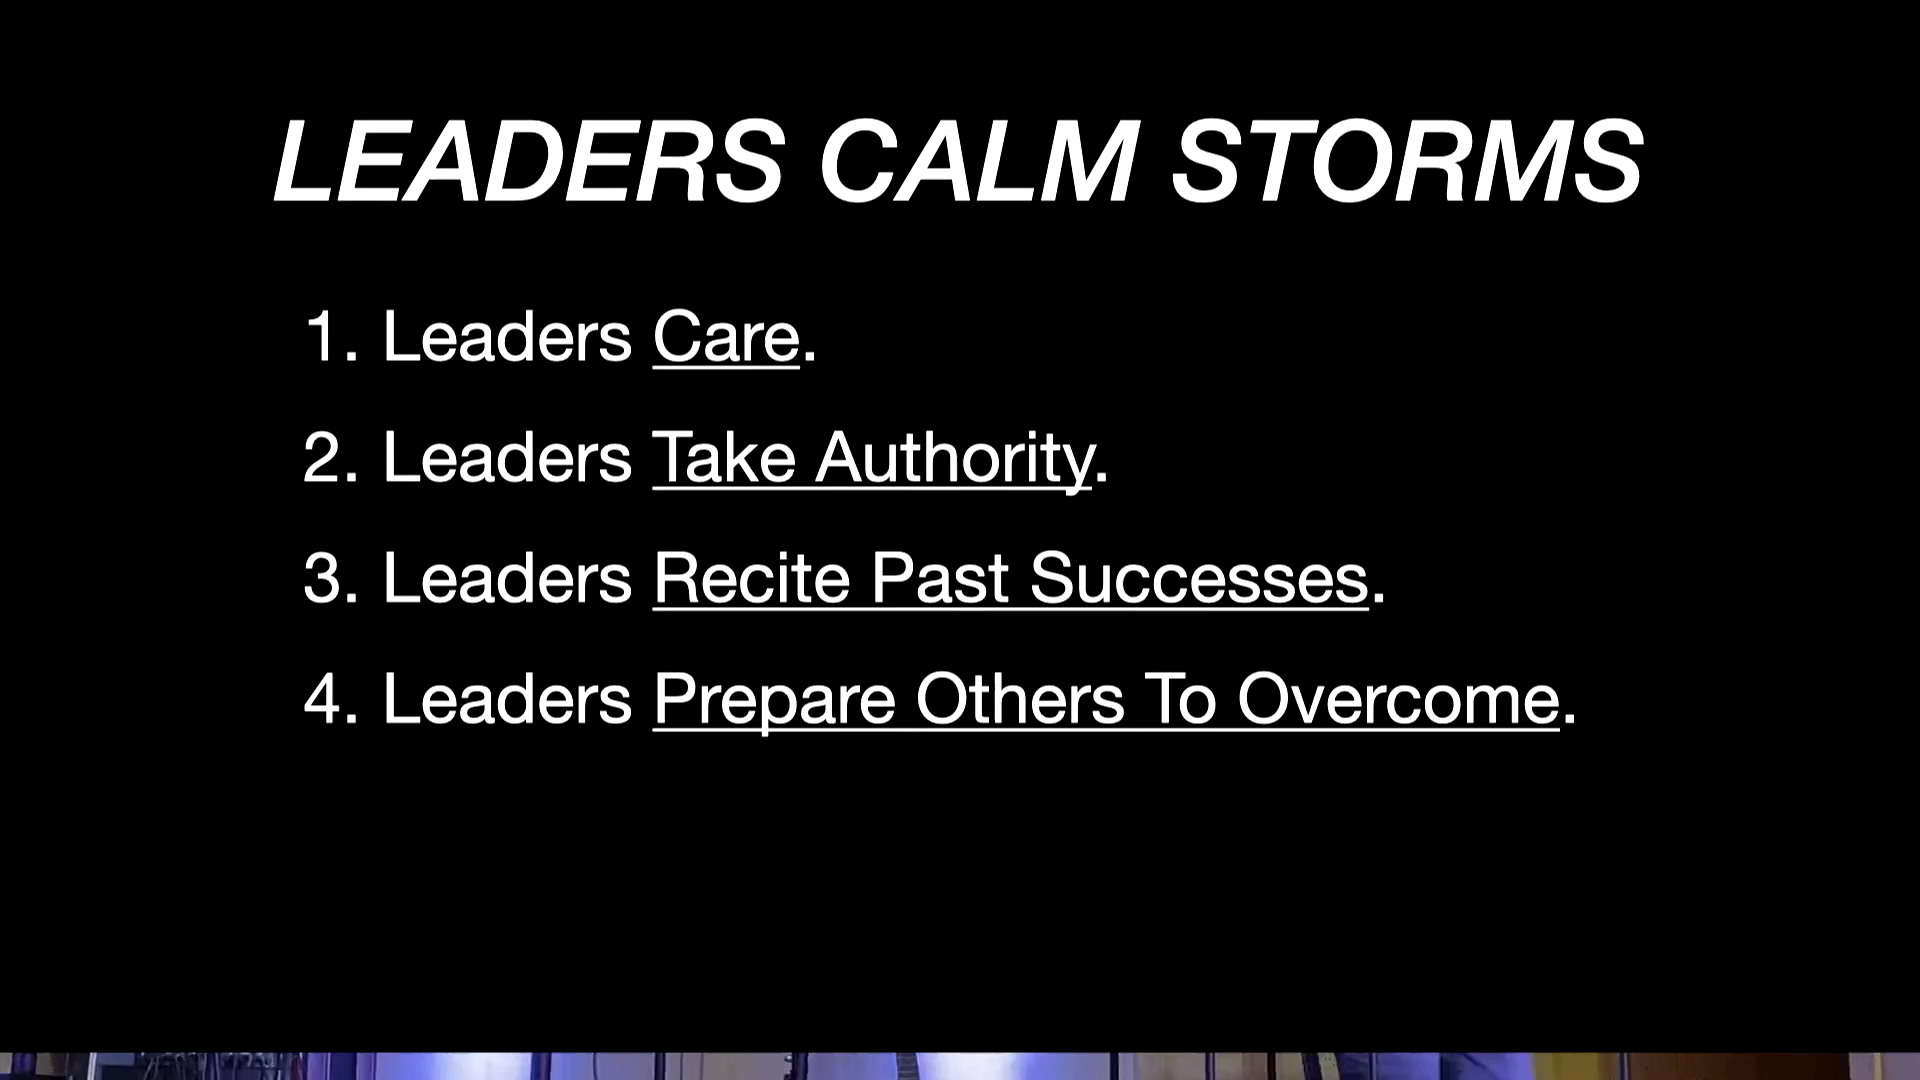 LEADERS CALM STORMS
1. Leaders Care.
2. Leaders Take Authority.
3. Leaders Recite Past Successes.
4. Leaders Prepare Others To Overcome.